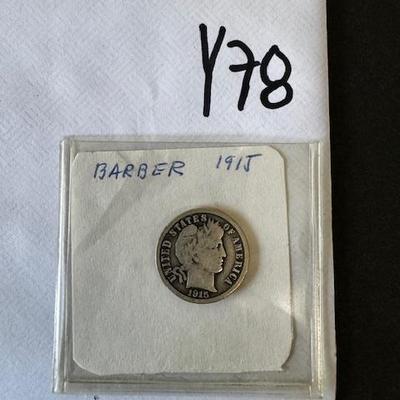 Y78
BARBER 1915
UNITED STATES OF AMERICA
1915